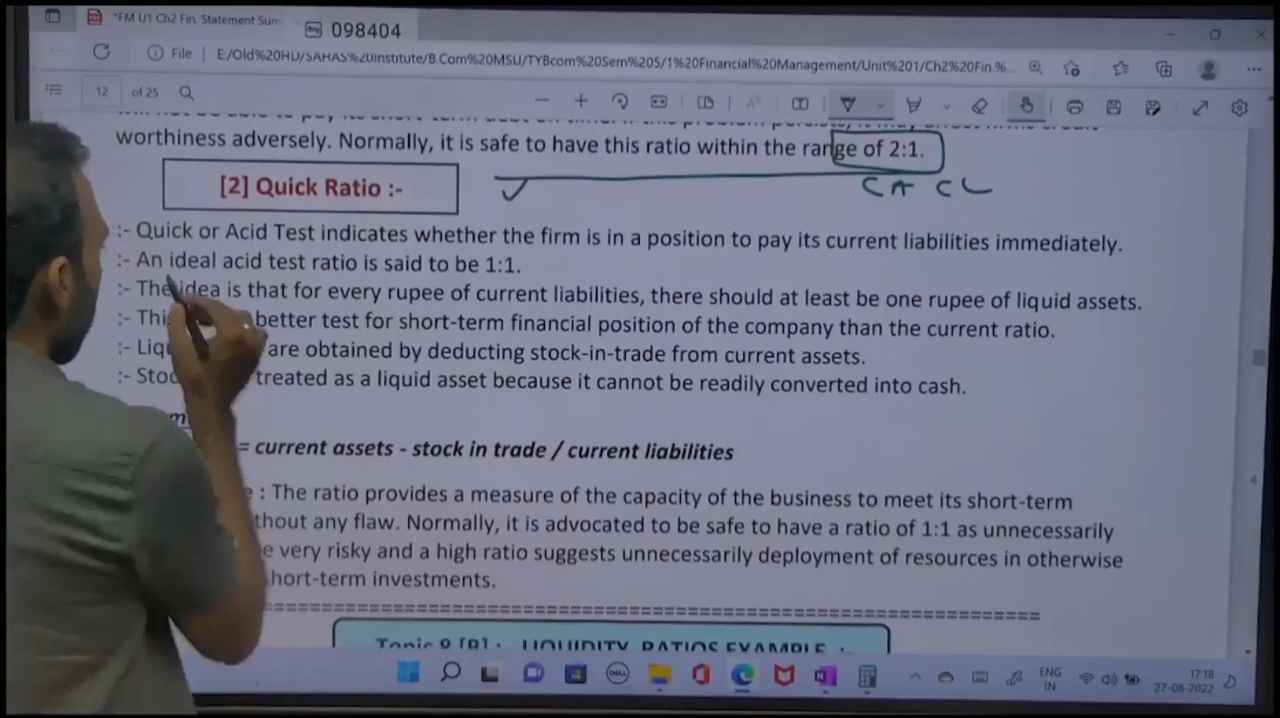 *FM U1 Ch2 Fin. Statement Sum
098404
File | E:/Old%20HD/SAHAS%20Institute/B.Com%20MSU/TYBcom%20Sem%205/1%20Financial%20Management/Unit%201/Ch2%20Fin.%...
12 of 25
worthiness adversely. Normally, it is safe to have this ratio within the range of 2:1.
CA CL
[2] Quick Ratio :-
:- Quick or Acid Test indicates whether the firm is in a position to pay its current liabilities immediately.
:- An ideal acid test ratio is said to be 1:1.
:- The idea is that for every rupee of current liabilities, there should at least be one rupee of liquid assets.
:- better test for short-term financial position of the company than the current ratio.
:- are obtained by deducting stock-in-trade from current assets.
:- treated as a liquid asset because it cannot be readily converted into cash.
= current assets - stock in trade / current liabilities
: The ratio provides a measure of the capacity of the business to meet its short-term
without any flaw. Normally, it is advocated to be safe to have a ratio of 1:1 as unnecessarily
very risky and a high ratio suggests unnecessarily deployment of resources in otherwise
short-term investments.
Topic LIQUIDITY RATIOS EXAMPLE :-
DELL
ENG
IN
17:18
27-08-2022